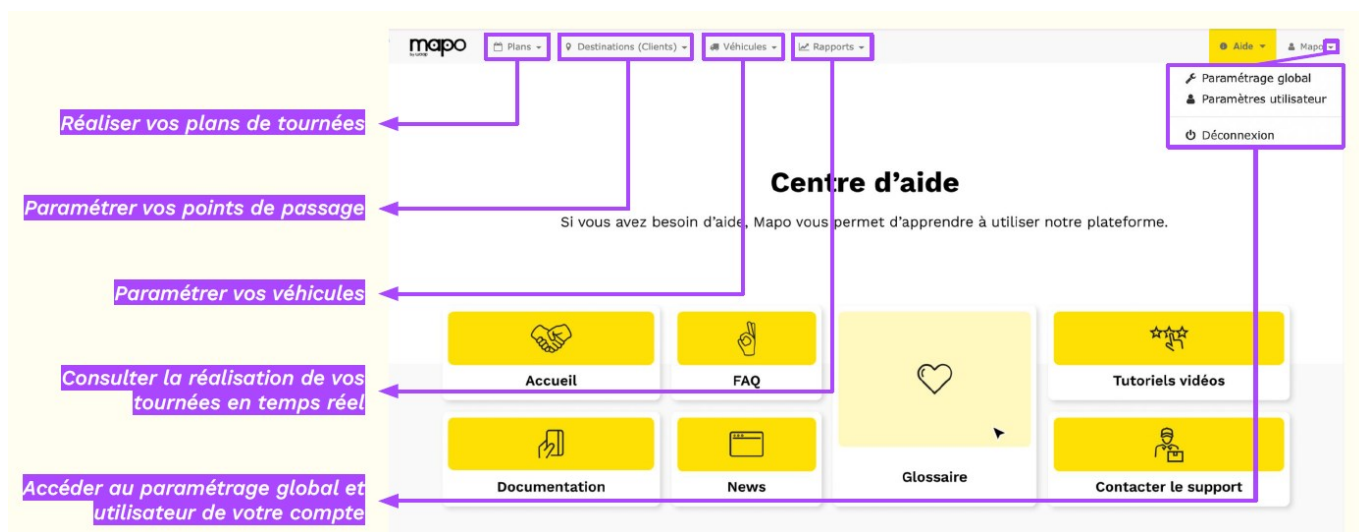 mapo
Plans
Destinations (Clients)
Véhicules
Rapports
Aide
Mapo
Paramétrage global
Paramètres utilisateur
Déconnexion
Réaliser vos plans de tournées
Paramétrer vos points de passage
Paramétrer vos véhicules
Consulter la réalisation de vos
tournées en temps réel
Accéder au paramétrage global et
utilisateur de votre compte
Centre d’aide
Si vous avez besoin d’aide, Mapo vous permet d’apprendre à utiliser notre plateforme.
Accueil
FAQ
Glossaire
Tutoriels vidéos
Documentation
News
Contacter le support